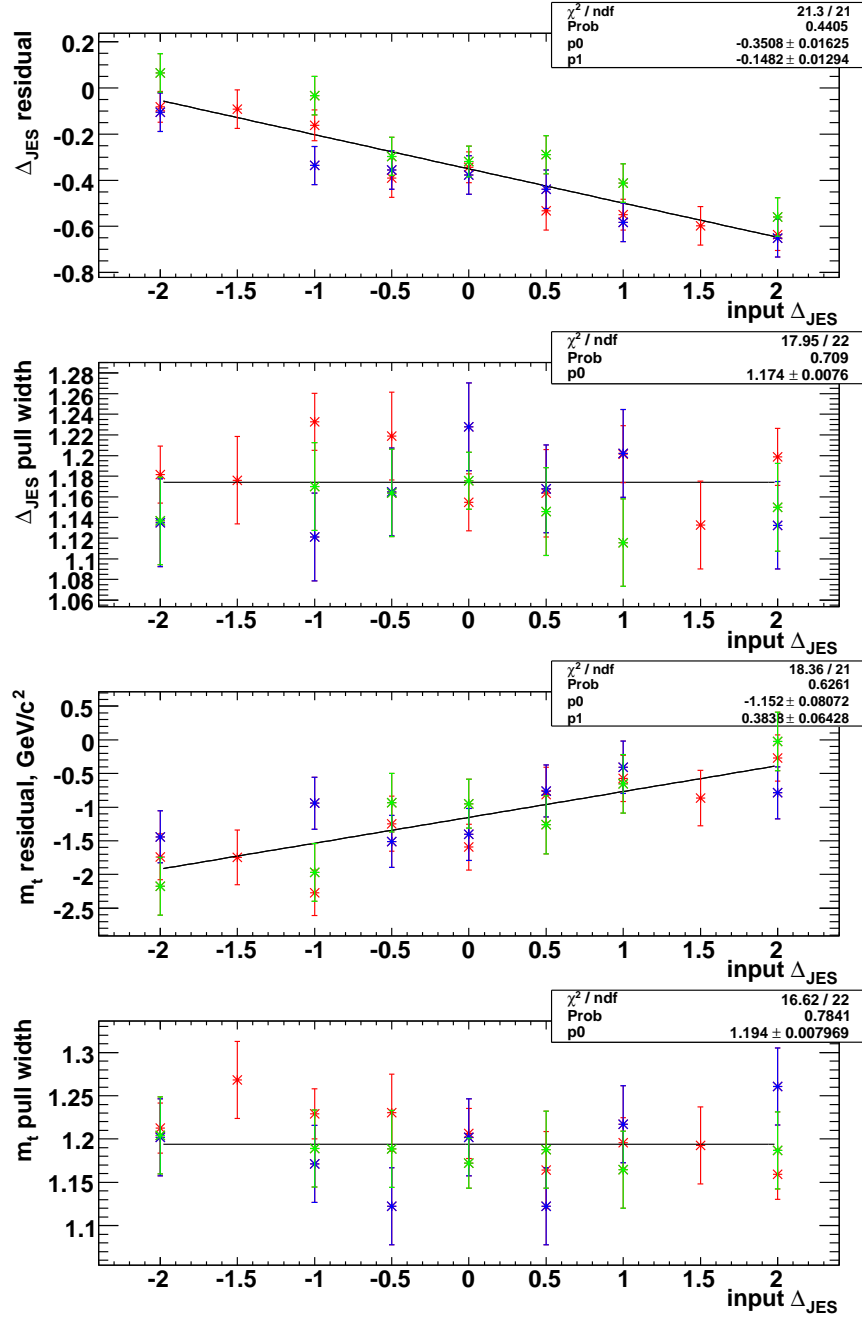 χ² / ndf 21.3 / 21
Prob 0.4405
p0 -0.3508 ± 0.01625
p1 -0.1482 ± 0.01294
Δ_JES residual
0.2
0
-0.2
-0.4
-0.6
-0.8
-2 -1.5 -1 -0.5 0 0.5 1 1.5 2
input Δ_JES
χ² / ndf 17.95 / 22
Prob 0.709
p0 1.174 ± 0.0076
Δ_JES pull width
1.28
1.26
1.24
1.22
1.2
1.18
1.16
1.14
1.12
1.1
1.08
1.06
-2 -1.5 -1 -0.5 0 0.5 1 1.5 2
input Δ_JES
χ² / ndf 18.36 / 21
Prob 0.6261
p0 -1.152 ± 0.08072
p1 0.3833 ± 0.06428
m_t residual, GeV/c²
0.5
0
-0.5
-1
-1.5
-2
-2.5
-2 -1.5 -1 -0.5 0 0.5 1 1.5 2
input Δ_JES
χ² / ndf 16.62 / 22
Prob 0.7841
p0 1.194 ± 0.007969
m_t pull width
1.3
1.25
1.2
1.15
1.1
-2 -1.5 -1 -0.5 0 0.5 1 1.5 2
input Δ_JES